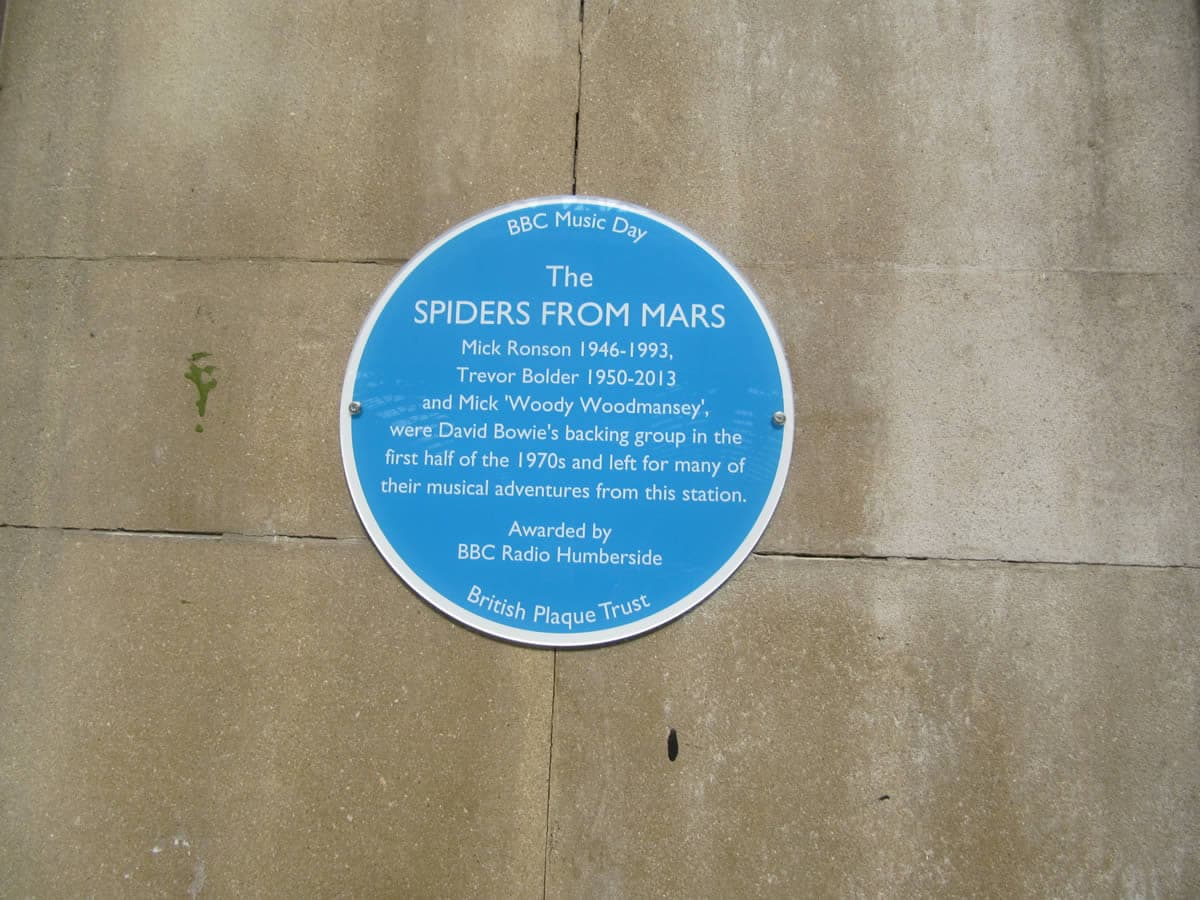 BBC Music Day
The
SPIDERS FROM MARS
Mick Ronson 1946-1993,
Trevor Bolder 1950-2013
and Mick 'Woody Woodmansey',
were David Bowie's backing group in the
first half of the 1970s and left for many of
their musical adventures from this station.
Awarded by
BBC Radio Humberside
British Plaque Trust